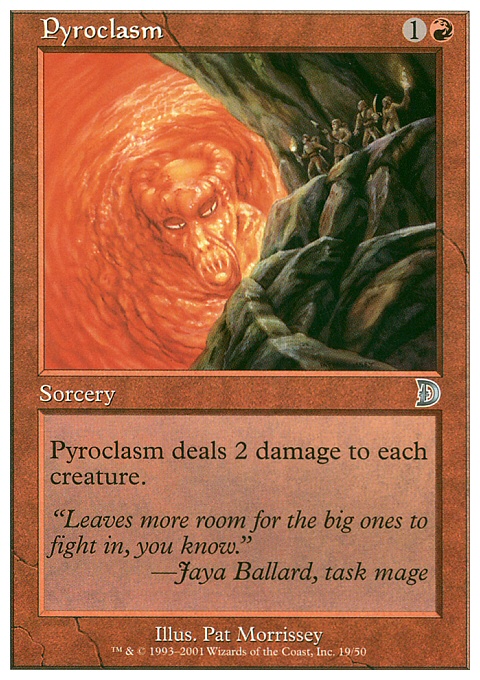 Pyroclasm 1
Sorcery
Pyroclasm deals 2 damage to each
creature.
“Leaves more room for the big ones to
fight in, you know.”
—Jaya Ballard, task mage
Illus. Pat Morrissey
™ & © 1993–2001 Wizards of the Coast, Inc. 19/50